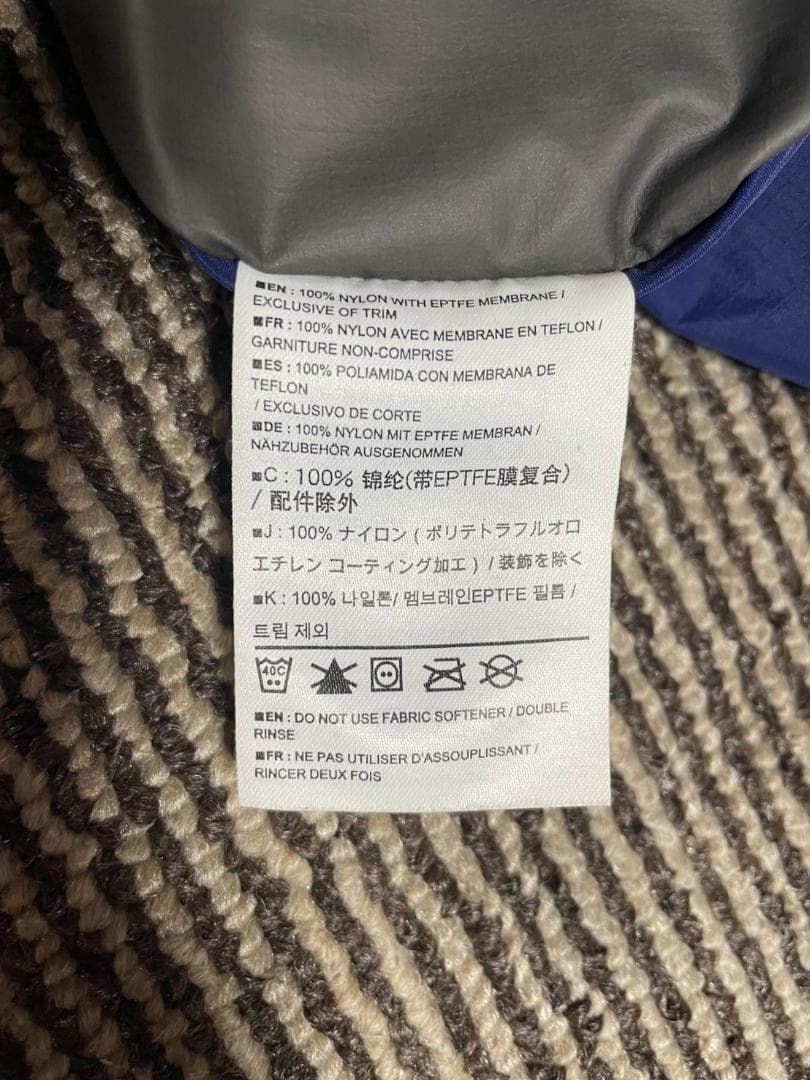 EN : 100% NYLON WITH EPTFE MEMBRANE /
EXCLUSIVE OF TRIM
FR : 100% NYLON AVEC MEMBRANE EN TEFLON /
GARNITURE NON-COMPRISE
ES : 100% POLIAMIDA CON MEMBRANA DE
TEFLON
/ EXCLUSIVO DE CORTE
DE : 100% NYLON MIT EPTFE MEMBRAN /
NÄHZUBEHÖR AUSGENOMMEN
C : 100% 锦纶(带EPTFE膜复合)
/ 配件除外
J : 100% ナイロン ( ポリテトラフルオロ
エチレン コーティング加工 ) / 装飾を除く
K : 100% 나일론/ 멤브레인EPTFE 필름 /
트림 제외
40C
EN : DO NOT USE FABRIC SOFTENER / DOUBLE
RINSE
FR : NE PAS UTILISER D'ASSOUPLISSANT /
RINCER DEUX FOIS